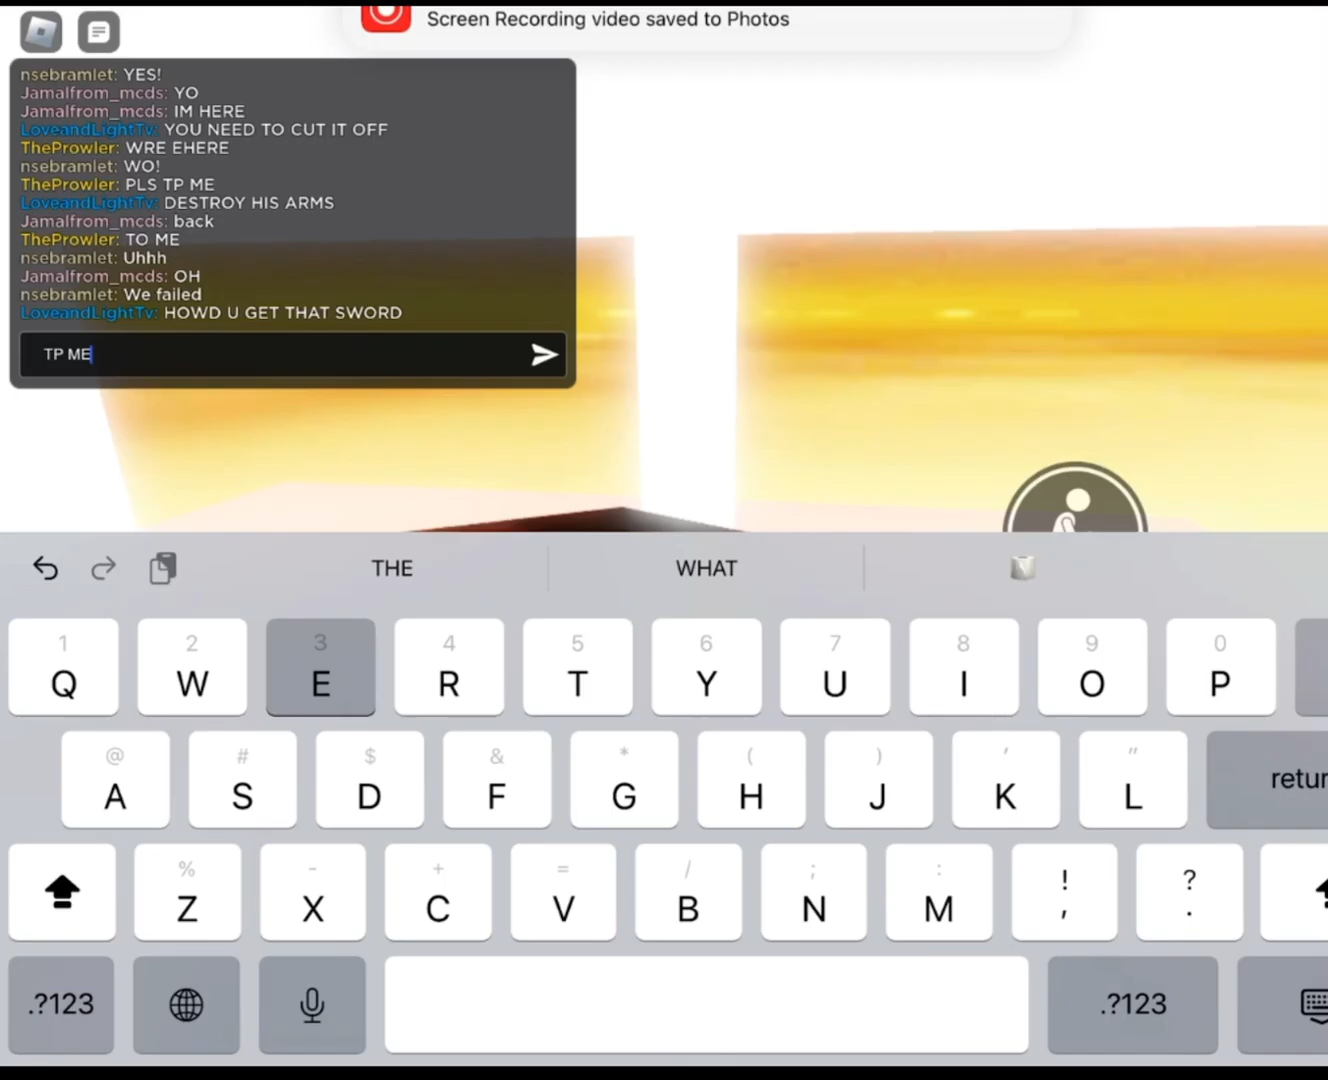 Screen Recording video saved to Photos
nsebramlet: YES!
Jamalfrom_mcds: YO
Jamalfrom_mcds: IM HERE
LoveandLightTv: YOU NEED TO CUT IT OFF
TheProwler: WRE EHERE
nsebramlet: WO!
TheProwler: PLS TP ME
LoveandLightTv: DESTROY HIS ARMS
Jamalfrom_mcds: back
TheProwler: TO ME
nsebramlet: Uhhh
Jamalfrom_mcds: OH
nsebramlet: We failed
LoveandLightTv: HOWD U GET THAT SWORD
TP ME
THE WHAT
1 2 3 4 5 6 7 8 9 0
Q W E R T Y U I O P
@ # $ & * ( ) ' "
A S D F G H J K L retur
% - + = / ; : ! ?
Z X C V B N M , .
.?123 .?123